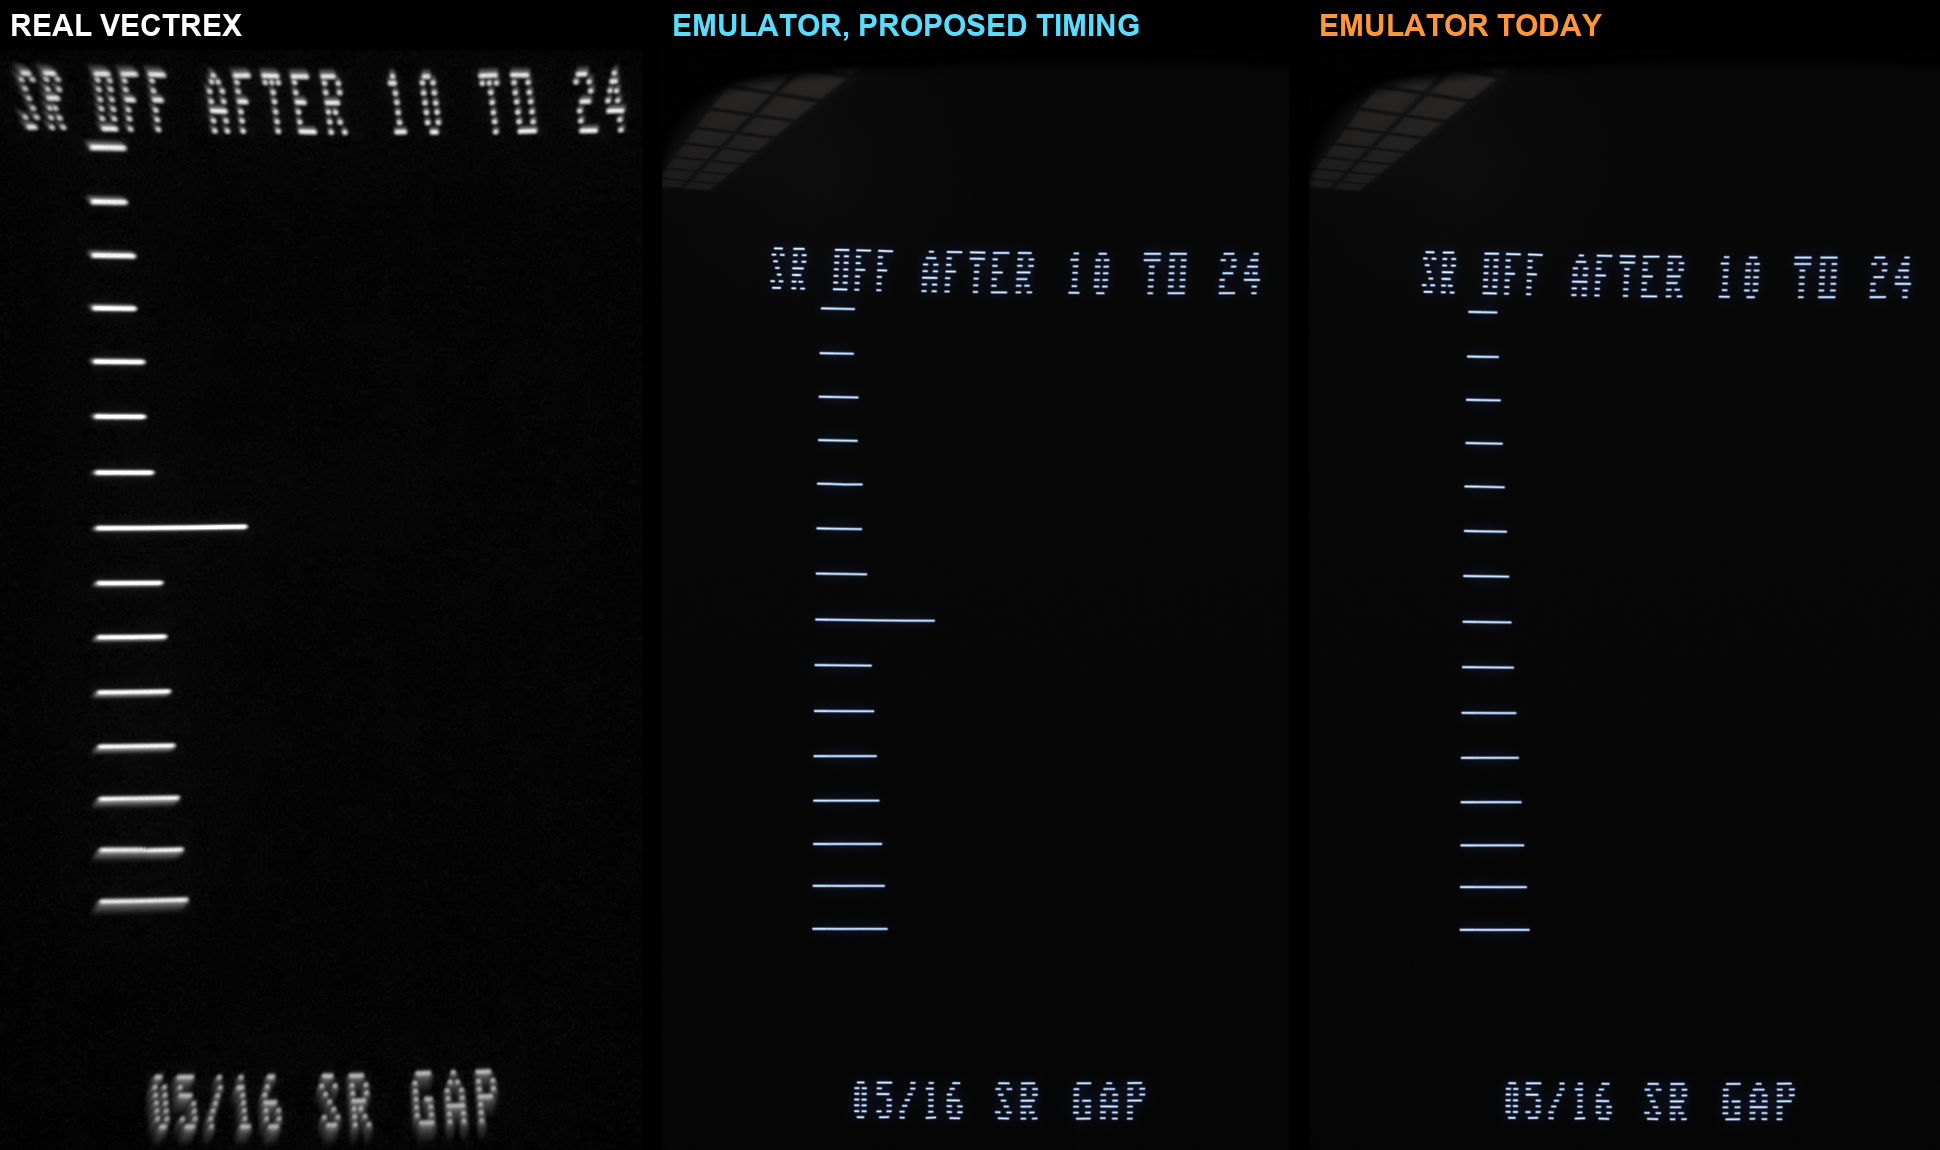 REAL VECTREX
SR OFF AFTER 10 TO 24
05/16 SR GAP
EMULATOR, PROPOSED TIMING
SR OFF AFTER 10 TO 24
05/16 SR GAP
EMULATOR TODAY
SR OFF AFTER 10 TO 24
05/16 SR GAP